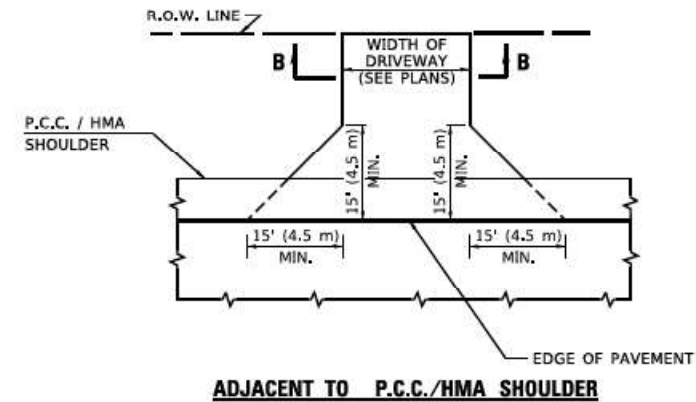 R.O.W. LINE
WIDTH OF
DRIVEWAY
(SEE PLANS)
B
B
P.C.C. / HMA
SHOULDER
15' (4.5 m)
MIN.
15' (4.5 m)
MIN.
15' (4.5 m)
MIN.
15' (4.5 m)
MIN.
EDGE OF PAVEMENT
ADJACENT TO P.C.C./HMA SHOULDER